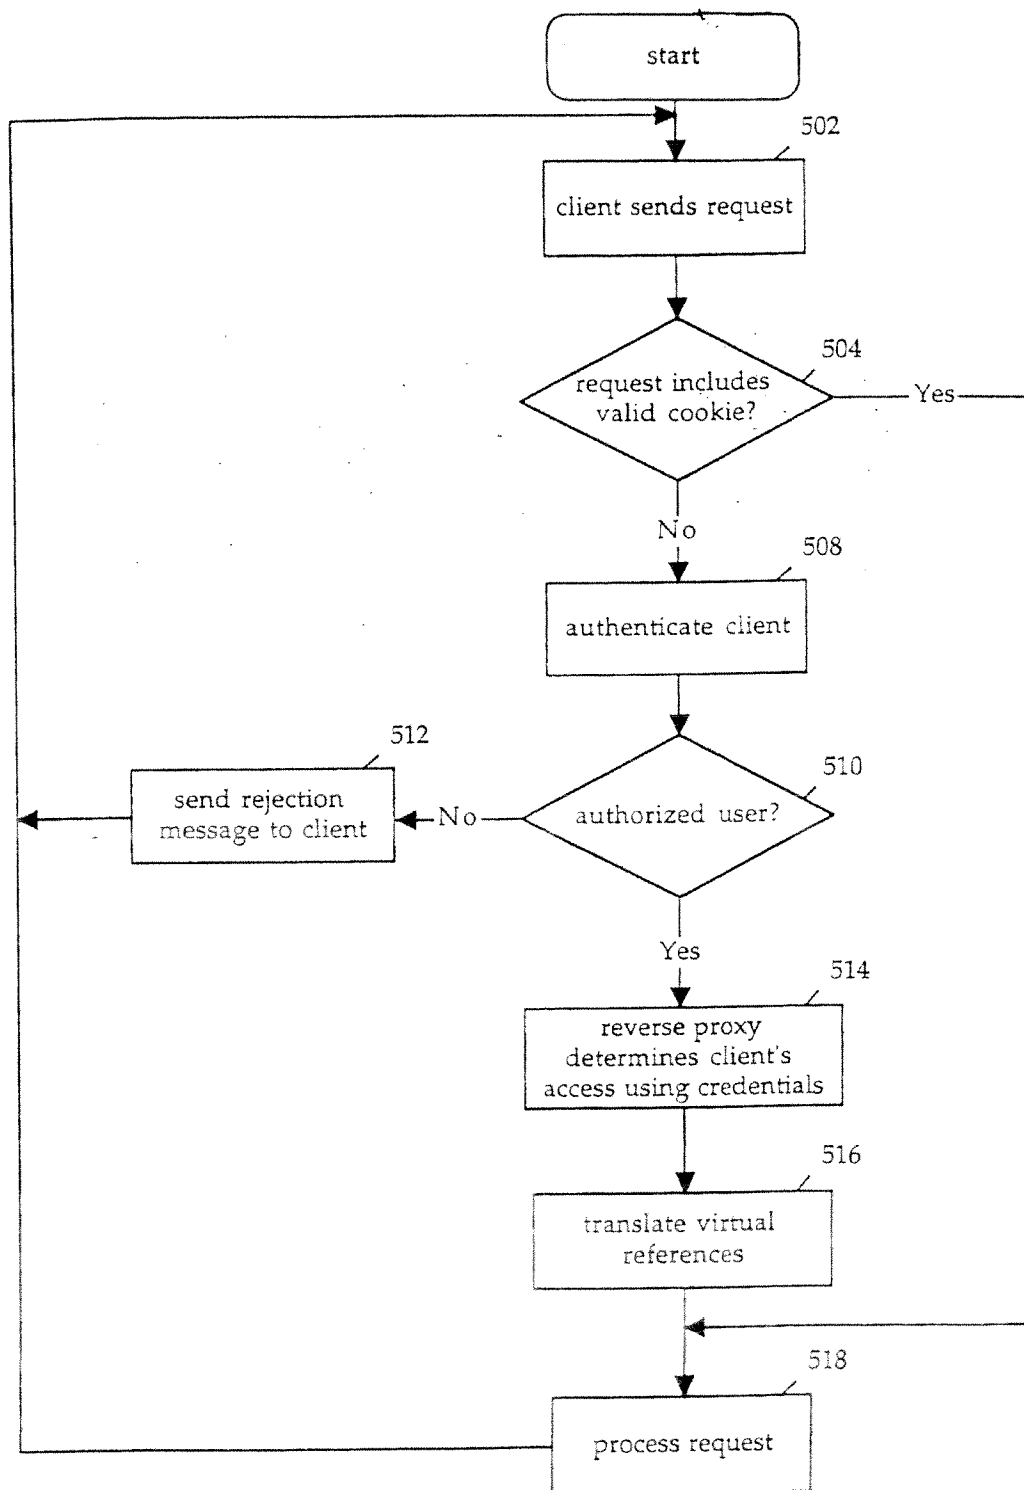 start
502
client sends request
504
request includes
valid cookie?
Yes
No
508
authenticate client
512
send rejection
message to client
No
510
authorized user?
Yes
514
reverse proxy
determines client's
access using credentials
516
translate virtual
references
518
process request